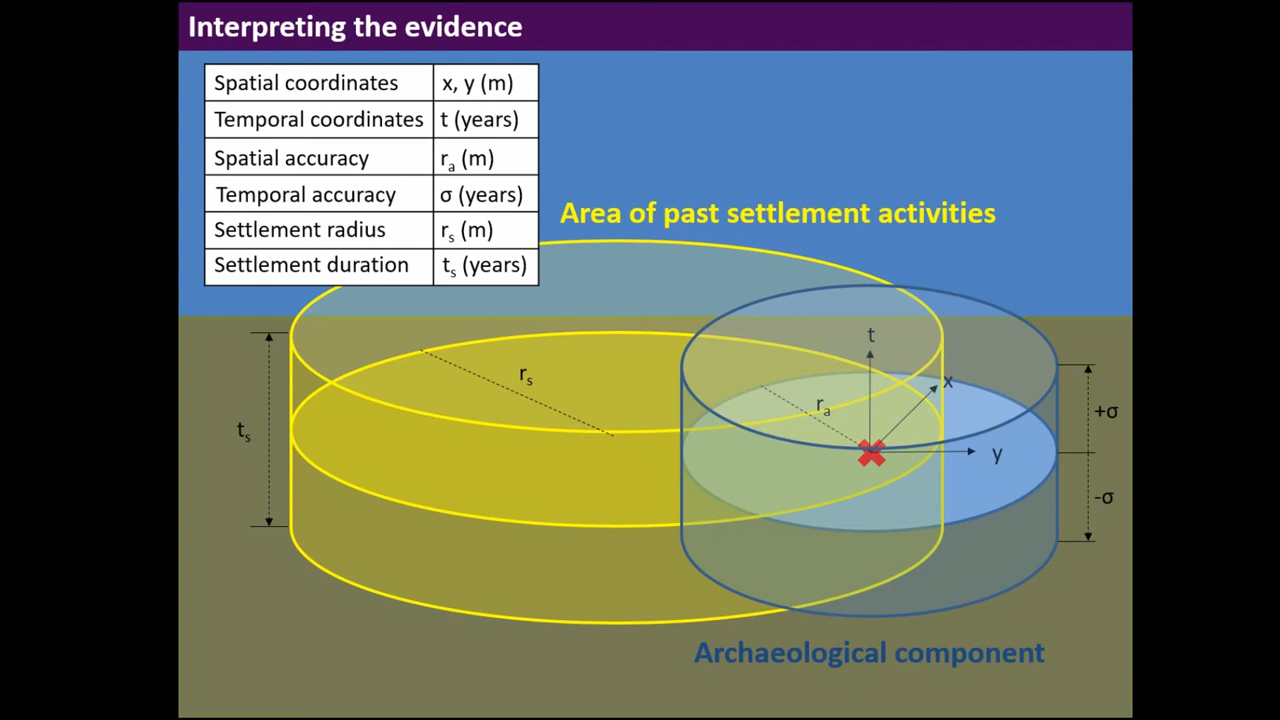 Interpreting the evidence
Spatial coordinates x, y (m)
Temporal coordinates t (years)
Spatial accuracy rₐ (m)
Temporal accuracy σ (years)
Settlement radius rₛ (m)
Settlement duration tₛ (years)
Area of past settlement activities
t
x
rₛ
rₐ
+σ
tₛ
y
-σ
Archaeological component